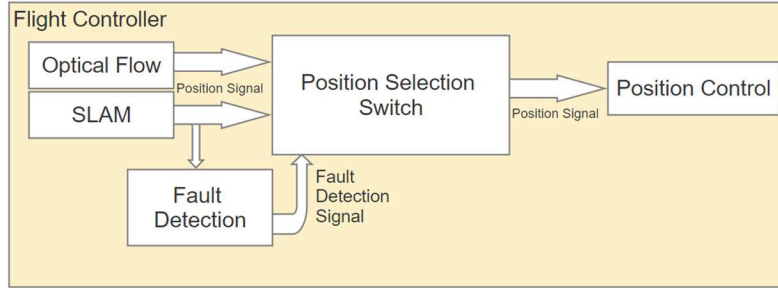 Flight Controller
Optical Flow
Position Signal
SLAM
Position Selection
Switch
Position Signal
Position Control
Fault
Detection
Fault
Detection
Signal